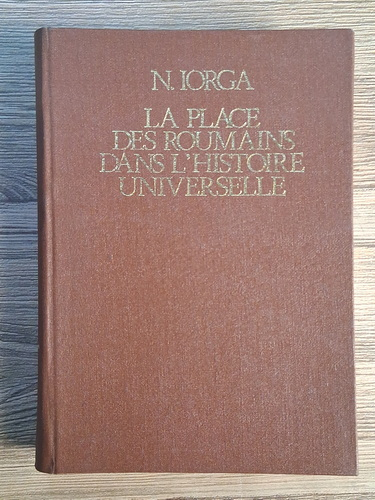 N. IORGA
LA PLACE
DES ROUMAINS
DANS L'HISTOIRE
UNIVERSELLE